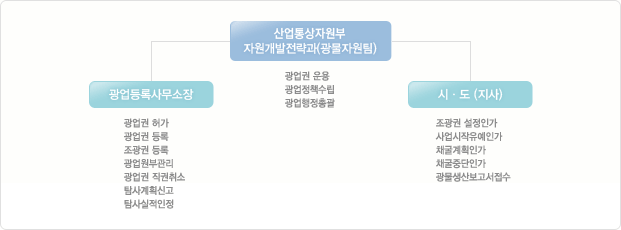 산업통상자원부
자원개발전략과(광물자원팀)
광업권 운용
광업정책수립
광업행정총괄
광업등록사무소장
광업권 허가
광업권 등록
조광권 등록
광업원부관리
광업권 직권취소
탐사계획신고
탐사실적인정
시 · 도 (지사)
조광권 설정인가
사업시작유예인가
채굴계획인가
채굴중단인가
광물생산보고서접수